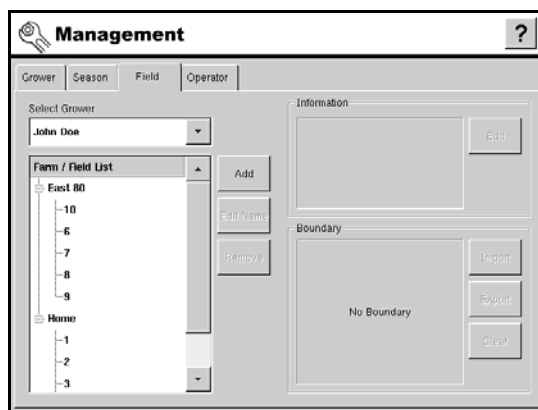 Management
?
Grower Season Field Operator
Select Grower
John Doe
Farm / Field List
East 80
10
6
7
8
9
Home
1
2
3
Add
Edit Name
Remove
Information
Edit
Boundary
No Boundary
Import
Export
Clear